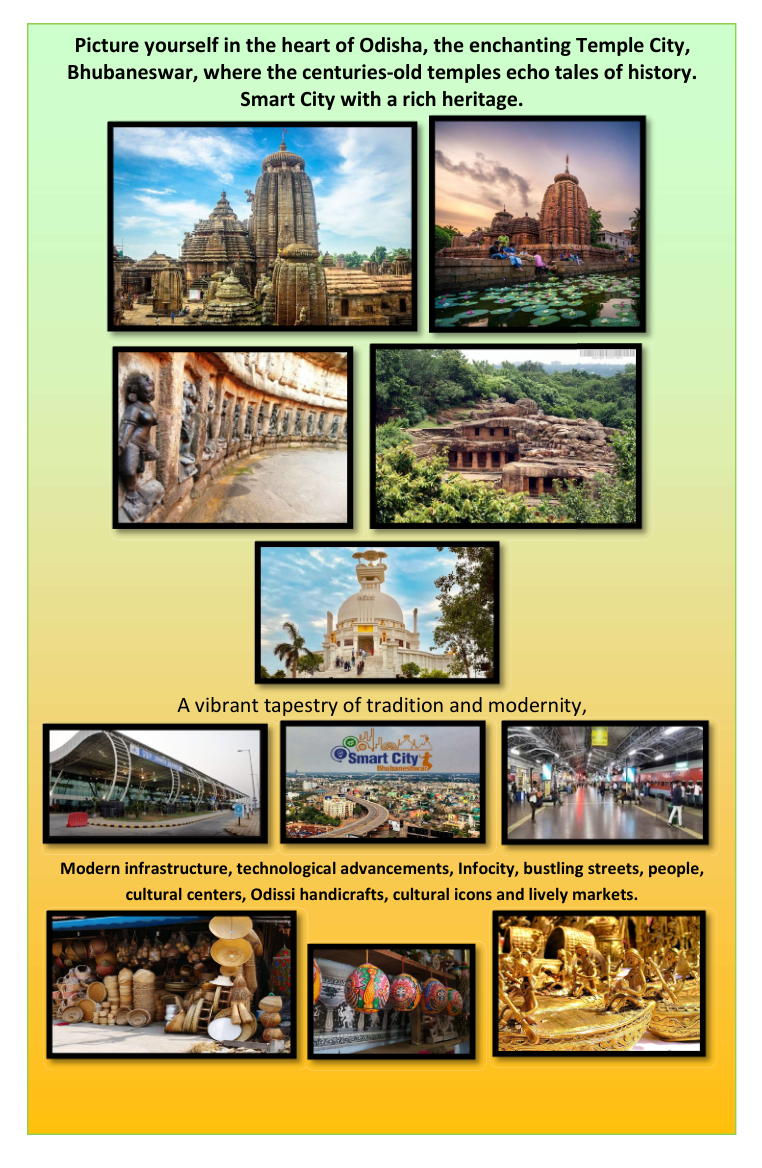 Picture yourself in the heart of Odisha, the enchanting Temple City,
Bhubaneswar, where the centuries-old temples echo tales of history.
Smart City with a rich heritage.
A vibrant tapestry of tradition and modernity,
Smart City
Bhubaneswar
Modern infrastructure, technological advancements, Infocity, bustling streets, people,
cultural centers, Odissi handicrafts, cultural icons and lively markets.